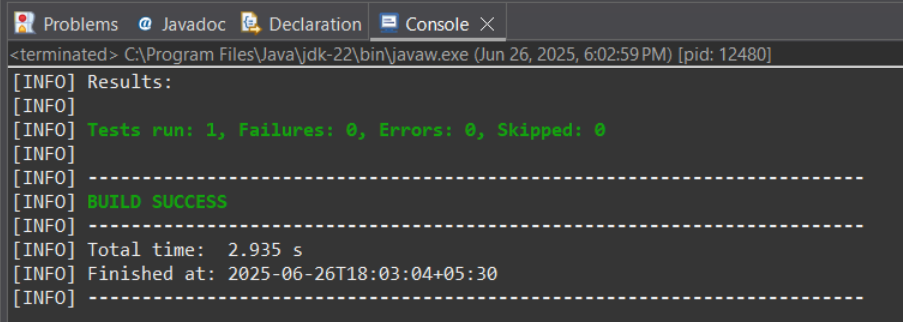 Problems Javadoc Declaration Console
<terminated> C:\Program Files\Java\jdk-22\bin\javaw.exe (Jun 26, 2025, 6:02:59 PM) [pid: 12480]
[INFO] Results:
[INFO]
[INFO] Tests run: 1, Failures: 0, Errors: 0, Skipped: 0
[INFO]
[INFO] ------------------------------------------------------------------------
[INFO] BUILD SUCCESS
[INFO] ------------------------------------------------------------------------
[INFO] Total time:  2.935 s
[INFO] Finished at: 2025-06-26T18:03:04+05:30
[INFO] ------------------------------------------------------------------------